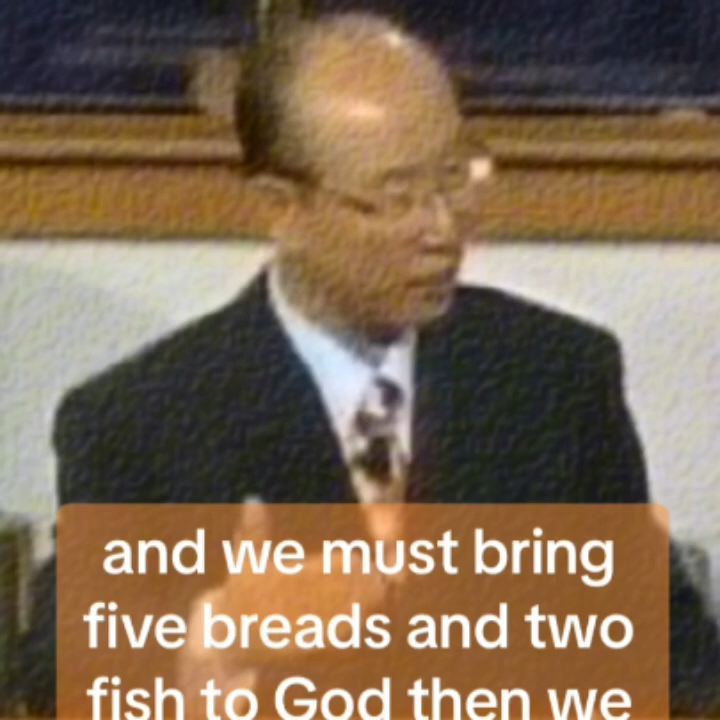 and we must bring
five breads and two
fish to God then we